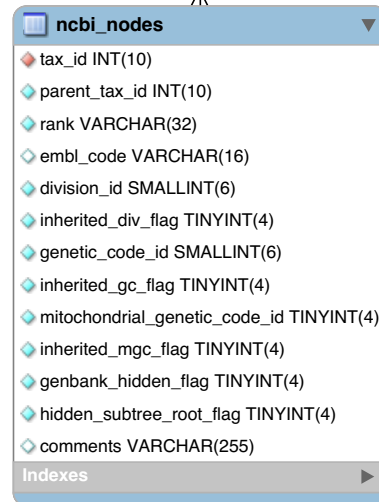 ncbi_nodes
tax_id INT(10)
parent_tax_id INT(10)
rank VARCHAR(32)
embl_code VARCHAR(16)
division_id SMALLINT(6)
inherited_div_flag TINYINT(4)
genetic_code_id SMALLINT(6)
inherited_gc_flag TINYINT(4)
mitochondrial_genetic_code_id TINYINT(4)
inherited_mgc_flag TINYINT(4)
genbank_hidden_flag TINYINT(4)
hidden_subtree_root_flag TINYINT(4)
comments VARCHAR(255)
Indexes